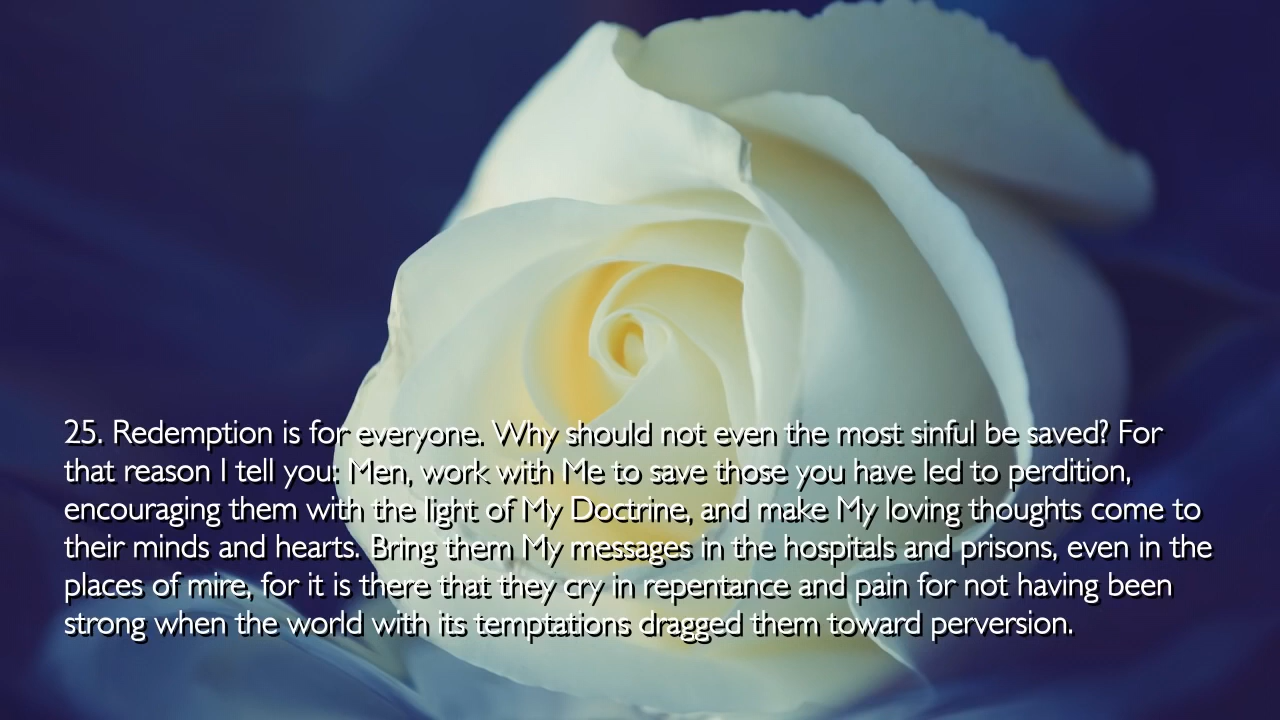 25. Redemption is for everyone. Why should not even the most sinful be saved? For
that reason I tell you: Men, work with Me to save those you have led to perdition,
encouraging them with the light of My Doctrine, and make My loving thoughts come to
their minds and hearts. Bring them My messages in the hospitals and prisons, even in the
places of mire, for it is there that they cry in repentance and pain for not having been
strong when the world with its temptations dragged them toward perversion.